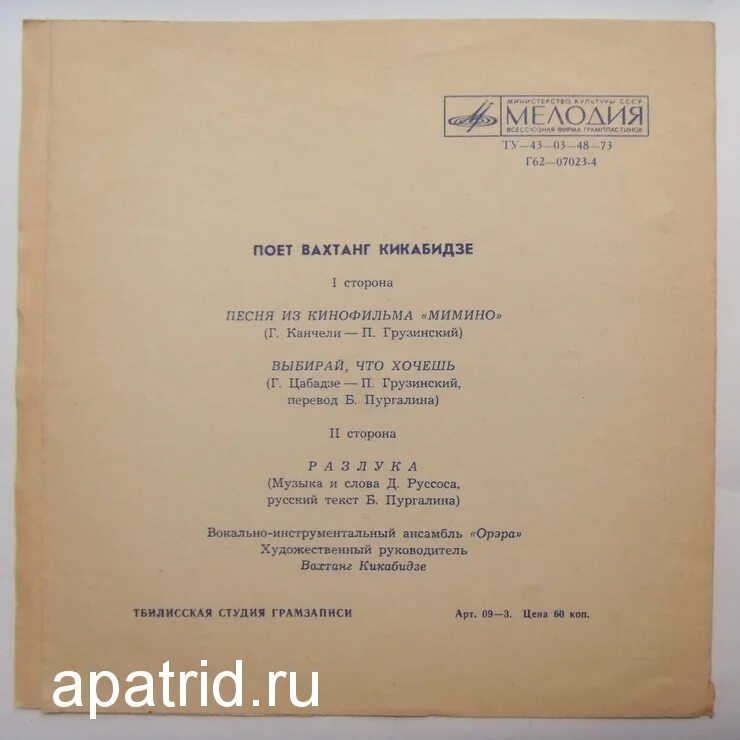 МИНИСТЕРСТВО КУЛЬТУРЫ СССР
МЕЛОДИЯ
ВСЕСОЮЗНАЯ ФИРМА ГРАМПЛАСТИНОК
ТУ—43—03—48—73
Г62—07023-4
ПОЕТ ВАХТАНГ КИКАБИДЗЕ
I сторона
ПЕСНЯ ИЗ КИНОФИЛЬМА «МИМИНО»
(Г. Канчели — П. Грузинский)
ВЫБИРАЙ, ЧТО ХОЧЕШЬ
(Г. Цабадзе — П. Грузинский,
перевод Б. Пургалина)
II сторона
РАЗЛУКА
(Музыка и слова Д. Руссоса,
русский текст Б. Пургалина)
Вокально-инструментальный ансамбль «Орэра»
Художественный руководитель
Вахтанг Кикабидзе
ТБИЛИССКАЯ СТУДИЯ ГРАМЗАПИСИ Арт. 09—3. Цена 60 коп.
apatrid.ru